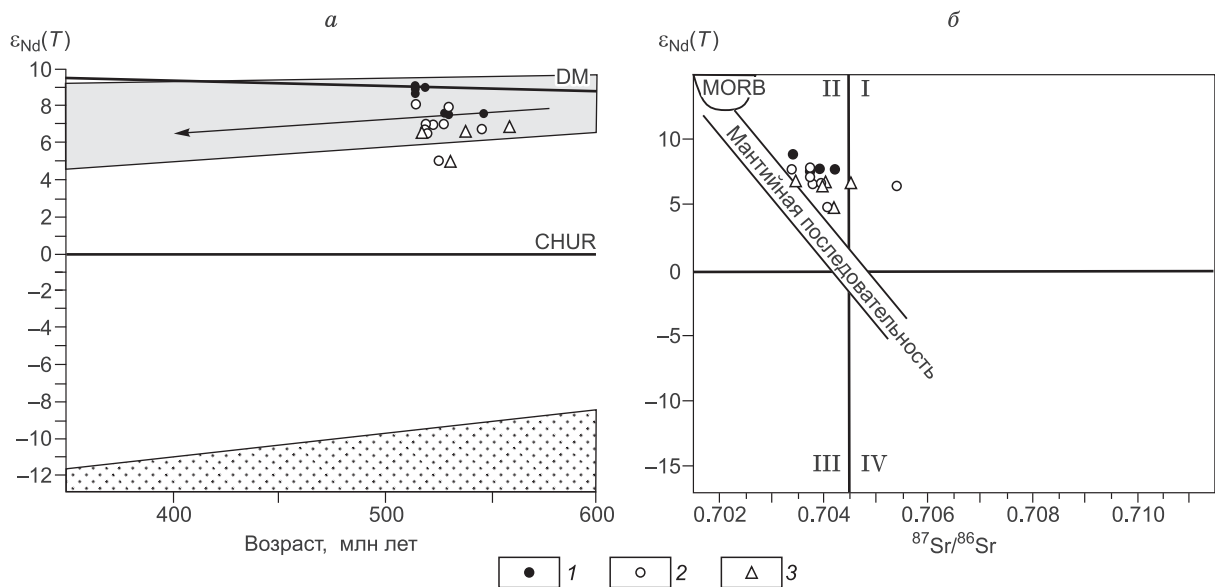 а
εNd(T)
10
8
6
4
2
0
–2
–4
–6
–8
–10
–12
DM
CHUR
400
500
600
Возраст, млн лет
б
εNd(T)
MORB
II
I
10
5
0
–5
–10
–15
Мантийная последовательность
III
IV
0.702
0.704
0.706
0.708
0.710
87Sr/86Sr
1
2
3